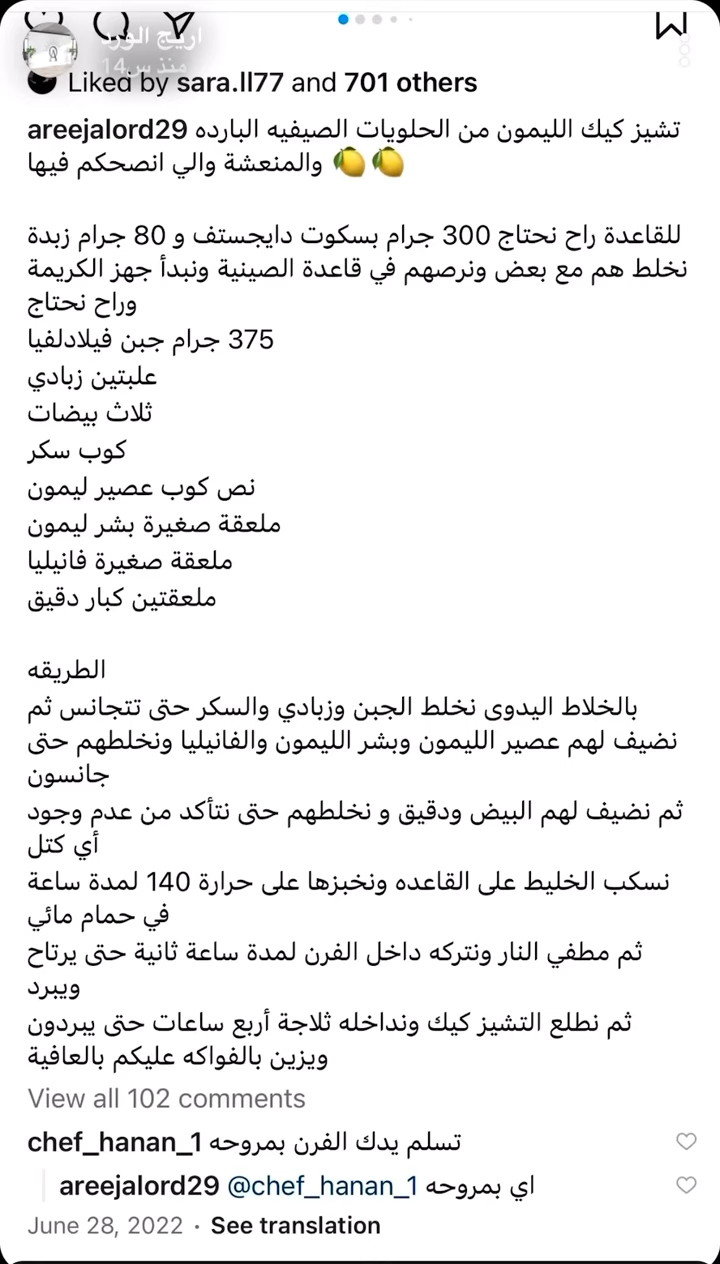 اريج الورد
منذ س14
Liked by sara.ll77 and 701 others
areejalord29 تشيز كيك الليمون من الحلويات الصيفيه البارده
والمنعشة والي انصحكم فيها 🍋🍋
للقاعدة راح نحتاج 300 جرام بسكوت دايجستف و 80 جرام زبدة
نخلط هم مع بعض ونرصهم في قاعدة الصينية ونبدأ جهز الكريمة
وراح نحتاج
375 جرام جبن فيلادلفيا
علبتين زبادي
ثلاث بيضات
كوب سكر
نص كوب عصير ليمون
ملعقة صغيرة بشر ليمون
ملعقة صغيرة فانيليا
ملعقتين كبار دقيق
الطريقه
بالخلاط اليدوى نخلط الجبن وزبادي والسكر حتى تتجانس ثم
نضيف لهم عصير الليمون وبشر الليمون والفانيليا ونخلطهم حتى
جانسون
ثم نضيف لهم البيض ودقيق و نخلطهم حتى نتأكد من عدم وجود
أي كتل
نسكب الخليط على القاعده ونخبزها على حرارة 140 لمدة ساعة
في حمام مائي
ثم مطفي النار ونتركه داخل الفرن لمدة ساعة ثانية حتى يرتاح
ويبرد
ثم نطلع التشيز كيك ونداخله ثلاجة أربع ساعات حتى يبردون
ويزين بالفواكه عليكم بالعافية
View all 102 comments
chef_hanan_1 تسلم يدك الفرن بمروحه
areejalord29 @chef_hanan_1 اي بمروحه
June 28, 2022 · See translation